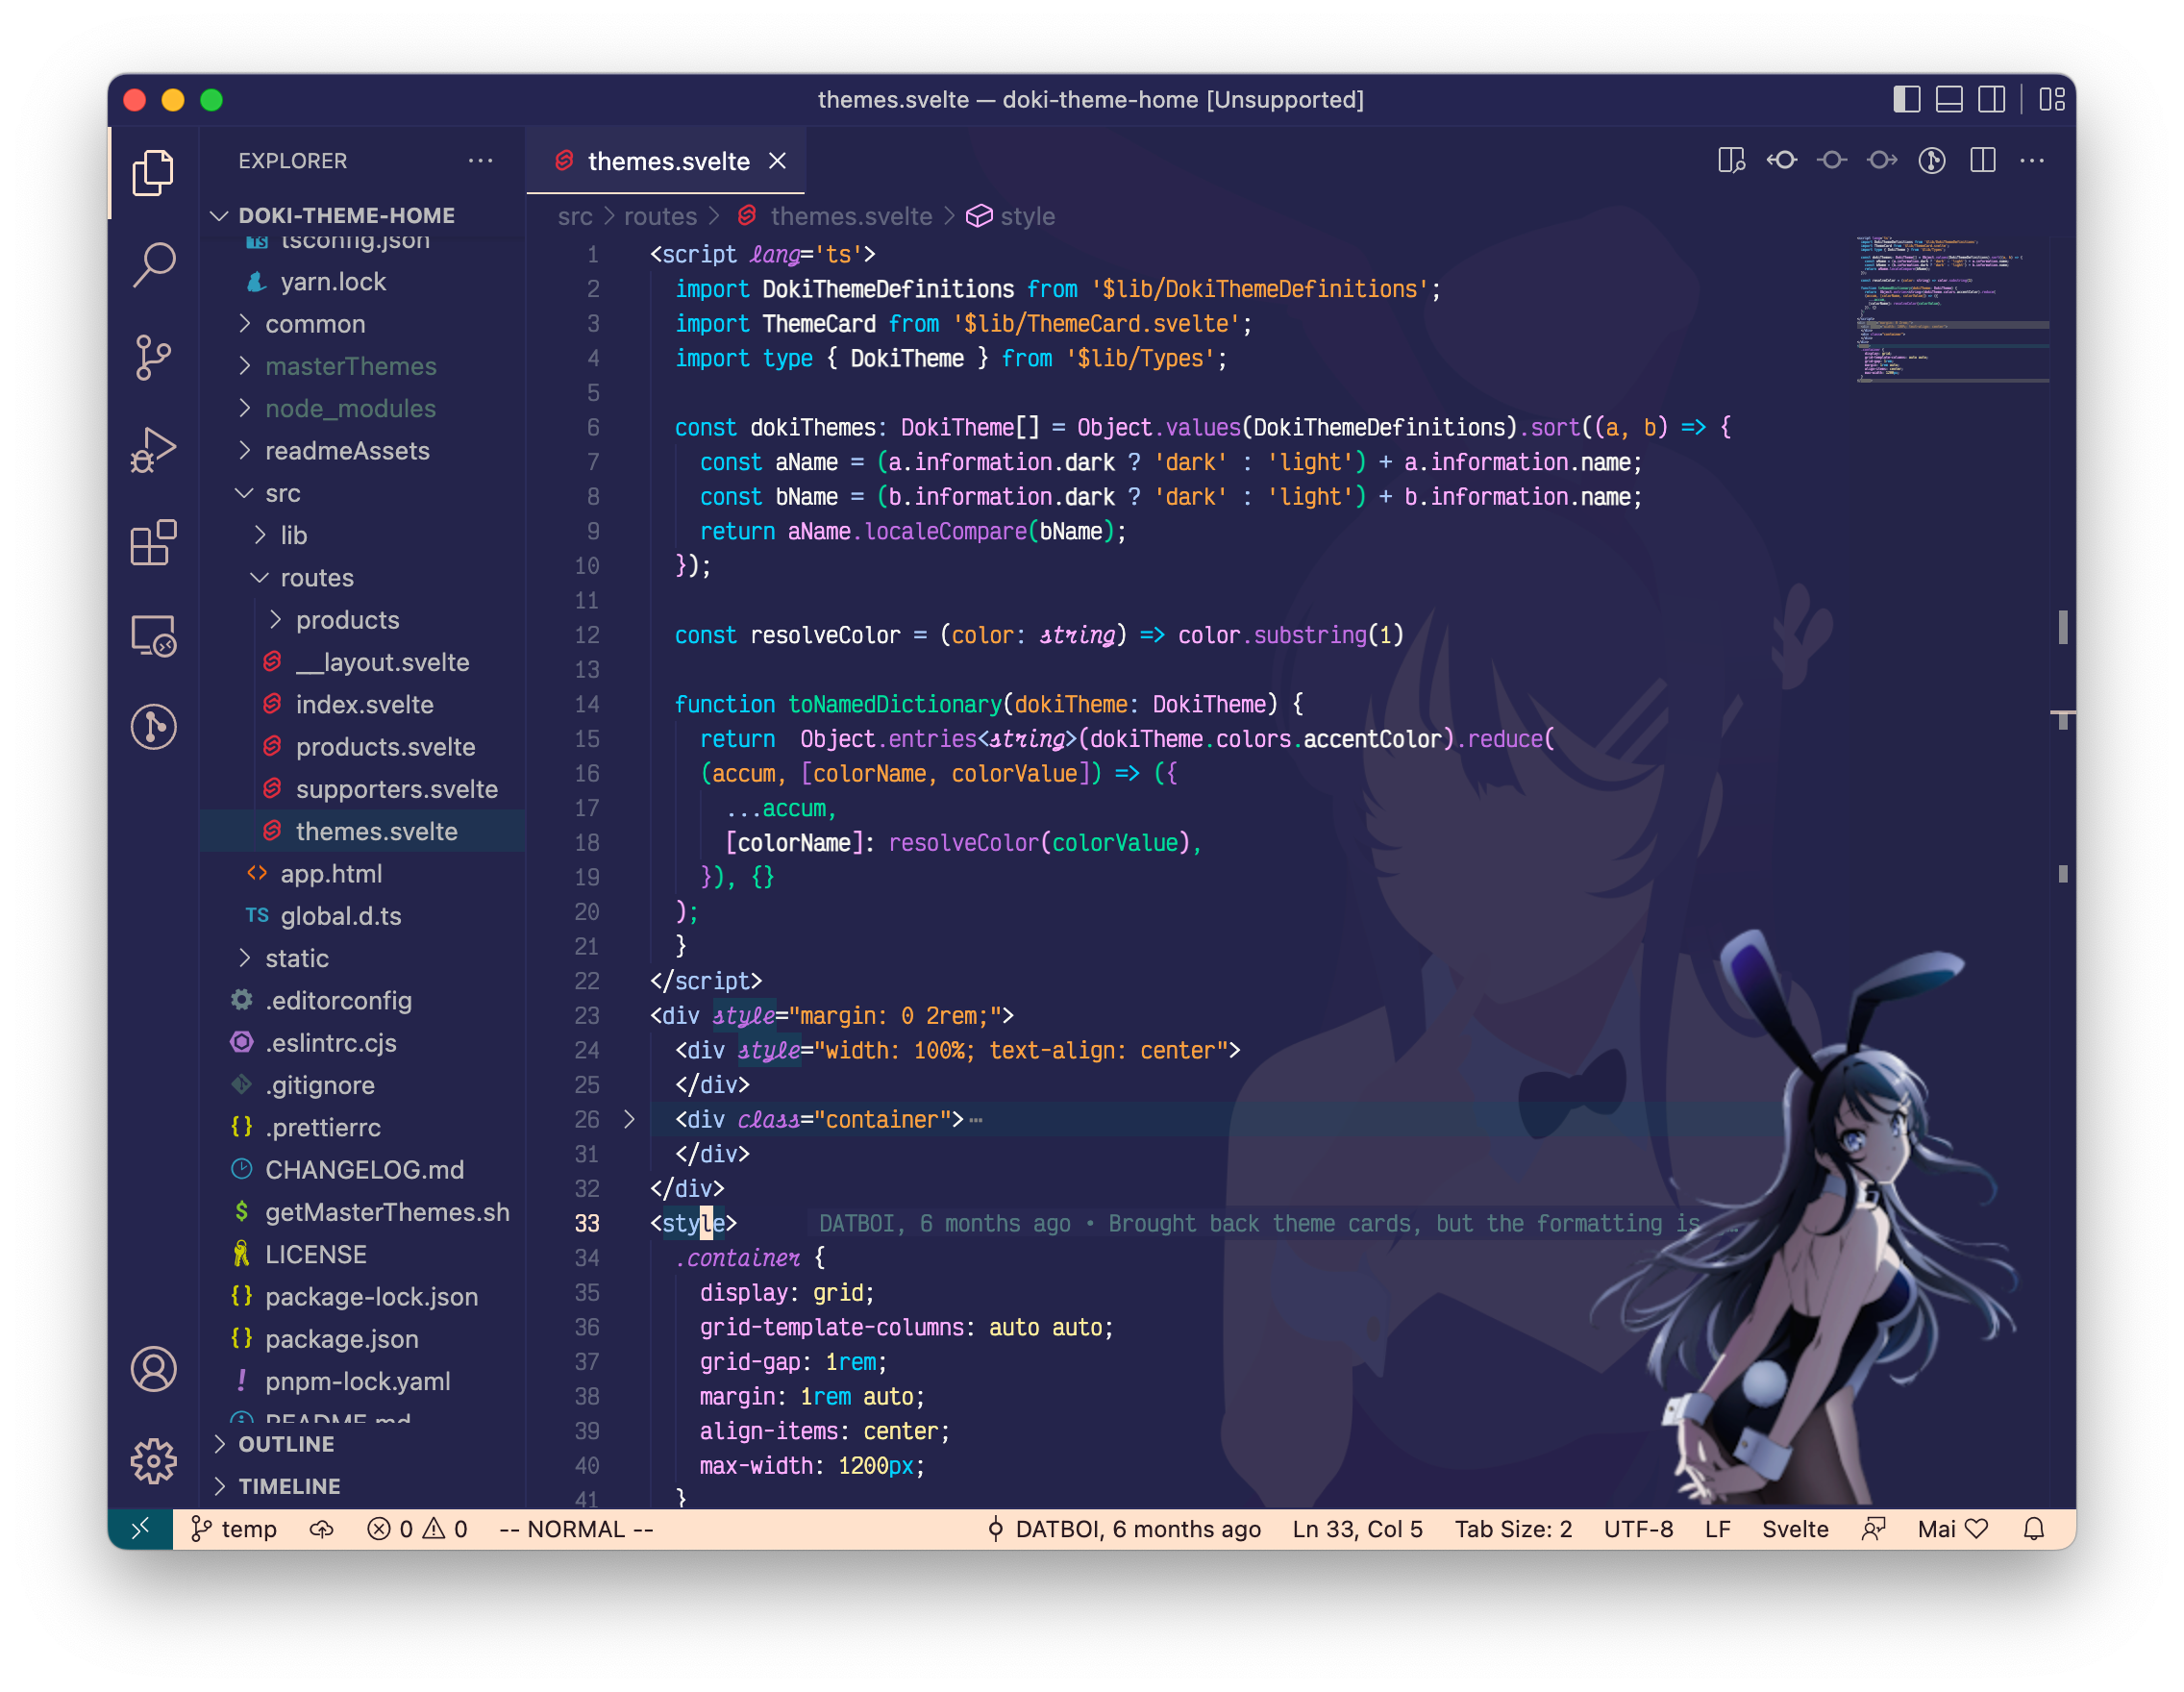 themes.svelte — doki-theme-home [Unsupported]
EXPLORER
DOKI-THEME-HOME
tsconfig.json
yarn.lock
common
masterThemes
node_modules
readmeAssets
src
lib
routes
products
__layout.svelte
index.svelte
products.svelte
supporters.svelte
themes.svelte
app.html
TS global.d.ts
static
.editorconfig
.eslintrc.cjs
.gitignore
{} .prettierrc
CHANGELOG.md
$ getMasterThemes.sh
LICENSE
{} package-lock.json
{} package.json
! pnpm-lock.yaml
README.md
OUTLINE
TIMELINE
themes.svelte
src > routes > themes.svelte > style
1 <script lang='ts'>
2 import DokiThemeDefinitions from '$lib/DokiThemeDefinitions';
3 import ThemeCard from '$lib/ThemeCard.svelte';
4 import type { DokiTheme } from '$lib/Types';
5
6 const dokiThemes: DokiTheme[] = Object.values(DokiThemeDefinitions).sort((a, b) => {
7 const aName = (a.information.dark ? 'dark' : 'light') + a.information.name;
8 const bName = (b.information.dark ? 'dark' : 'light') + b.information.name;
9 return aName.localeCompare(bName);
10 });
11
12 const resolveColor = (color: string) => color.substring(1)
13
14 function toNamedDictionary(dokiTheme: DokiTheme) {
15 return  Object.entries<string>(dokiTheme.colors.accentColor).reduce(
16 (accum, [colorName, colorValue]) => ({
17 ...accum,
18 [colorName]: resolveColor(colorValue),
19 }), {}
20 );
21 }
22 </script>
23 <div style="margin: 0 2rem;">
24 <div style="width: 100%; text-align: center">
25 </div>
26 <div class="container">⋯
31 </div>
32 </div>
33 <style> DATBOI, 6 months ago • Brought back theme cards, but the formatting is …
34 .container {
35 display: grid;
36 grid-template-columns: auto auto;
37 grid-gap: 1rem;
38 margin: 1rem auto;
39 align-items: center;
40 max-width: 1200px;
41 }
temp 0 0 -- NORMAL -- DATBOI, 6 months ago Ln 33, Col 5 Tab Size: 2 UTF-8 LF Svelte Mai ♡